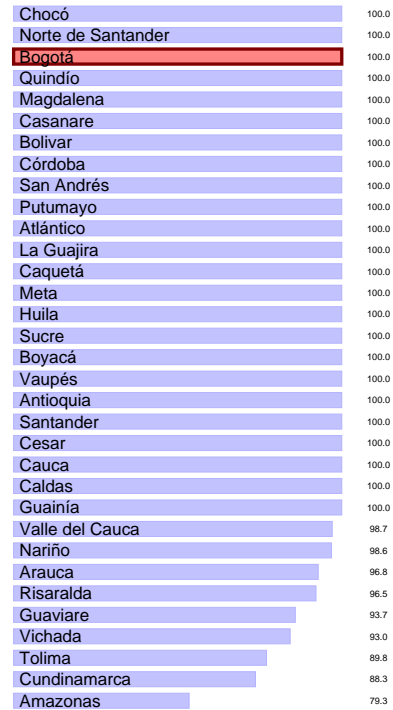 Chocó 100.0
Norte de Santander 100.0
Bogotá 100.0
Quindío 100.0
Magdalena 100.0
Casanare 100.0
Bolivar 100.0
Córdoba 100.0
San Andrés 100.0
Putumayo 100.0
Atlántico 100.0
La Guajira 100.0
Caquetá 100.0
Meta 100.0
Huila 100.0
Sucre 100.0
Boyacá 100.0
Vaupés 100.0
Antioquia 100.0
Santander 100.0
Cesar 100.0
Cauca 100.0
Caldas 100.0
Guainía 100.0
Valle del Cauca 98.7
Nariño 98.6
Arauca 96.8
Risaralda 96.5
Guaviare 93.7
Vichada 93.0
Tolima 89.8
Cundinamarca 88.3
Amazonas 79.3